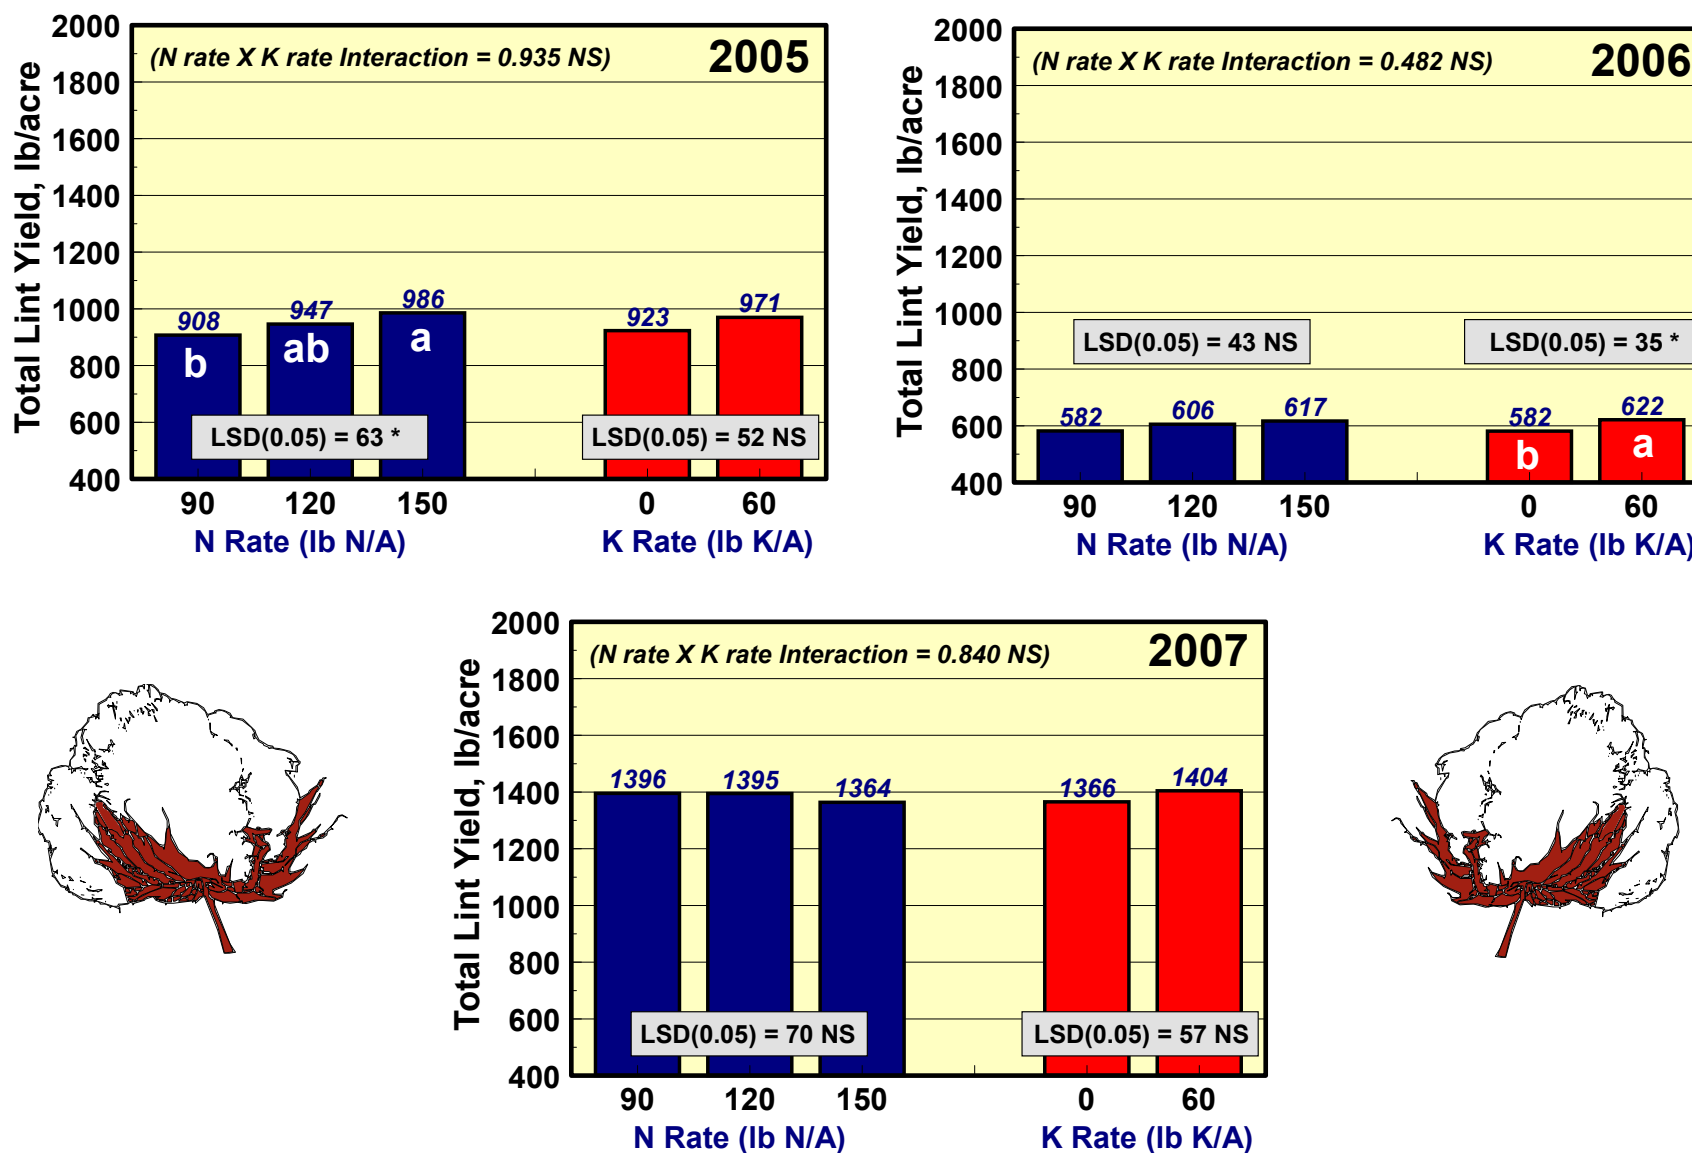 2000
1800
1600
1400
1200
1000
800
600
400
Total Lint Yield, lb/acre
(N rate X K rate Interaction = 0.935 NS)
2005
908
947
986
923
971
b
ab
a
LSD(0.05) = 63 *
LSD(0.05) = 52 NS
90
120
150
0
60
N Rate (lb N/A)
K Rate (lb K/A)
2000
1800
1600
1400
1200
1000
800
600
400
Total Lint Yield, lb/acre
(N rate X K rate Interaction = 0.482 NS)
2006
LSD(0.05) = 43 NS
LSD(0.05) = 35 *
582
606
617
582
622
b
a
90
120
150
0
60
N Rate (lb N/A)
K Rate (lb K/A)
2000
1800
1600
1400
1200
1000
800
600
400
Total Lint Yield, lb/acre
(N rate X K rate Interaction = 0.840 NS)
2007
1396
1395
1364
1366
1404
LSD(0.05) = 70 NS
LSD(0.05) = 57 NS
90
120
150
0
60
N Rate (lb N/A)
K Rate (lb K/A)